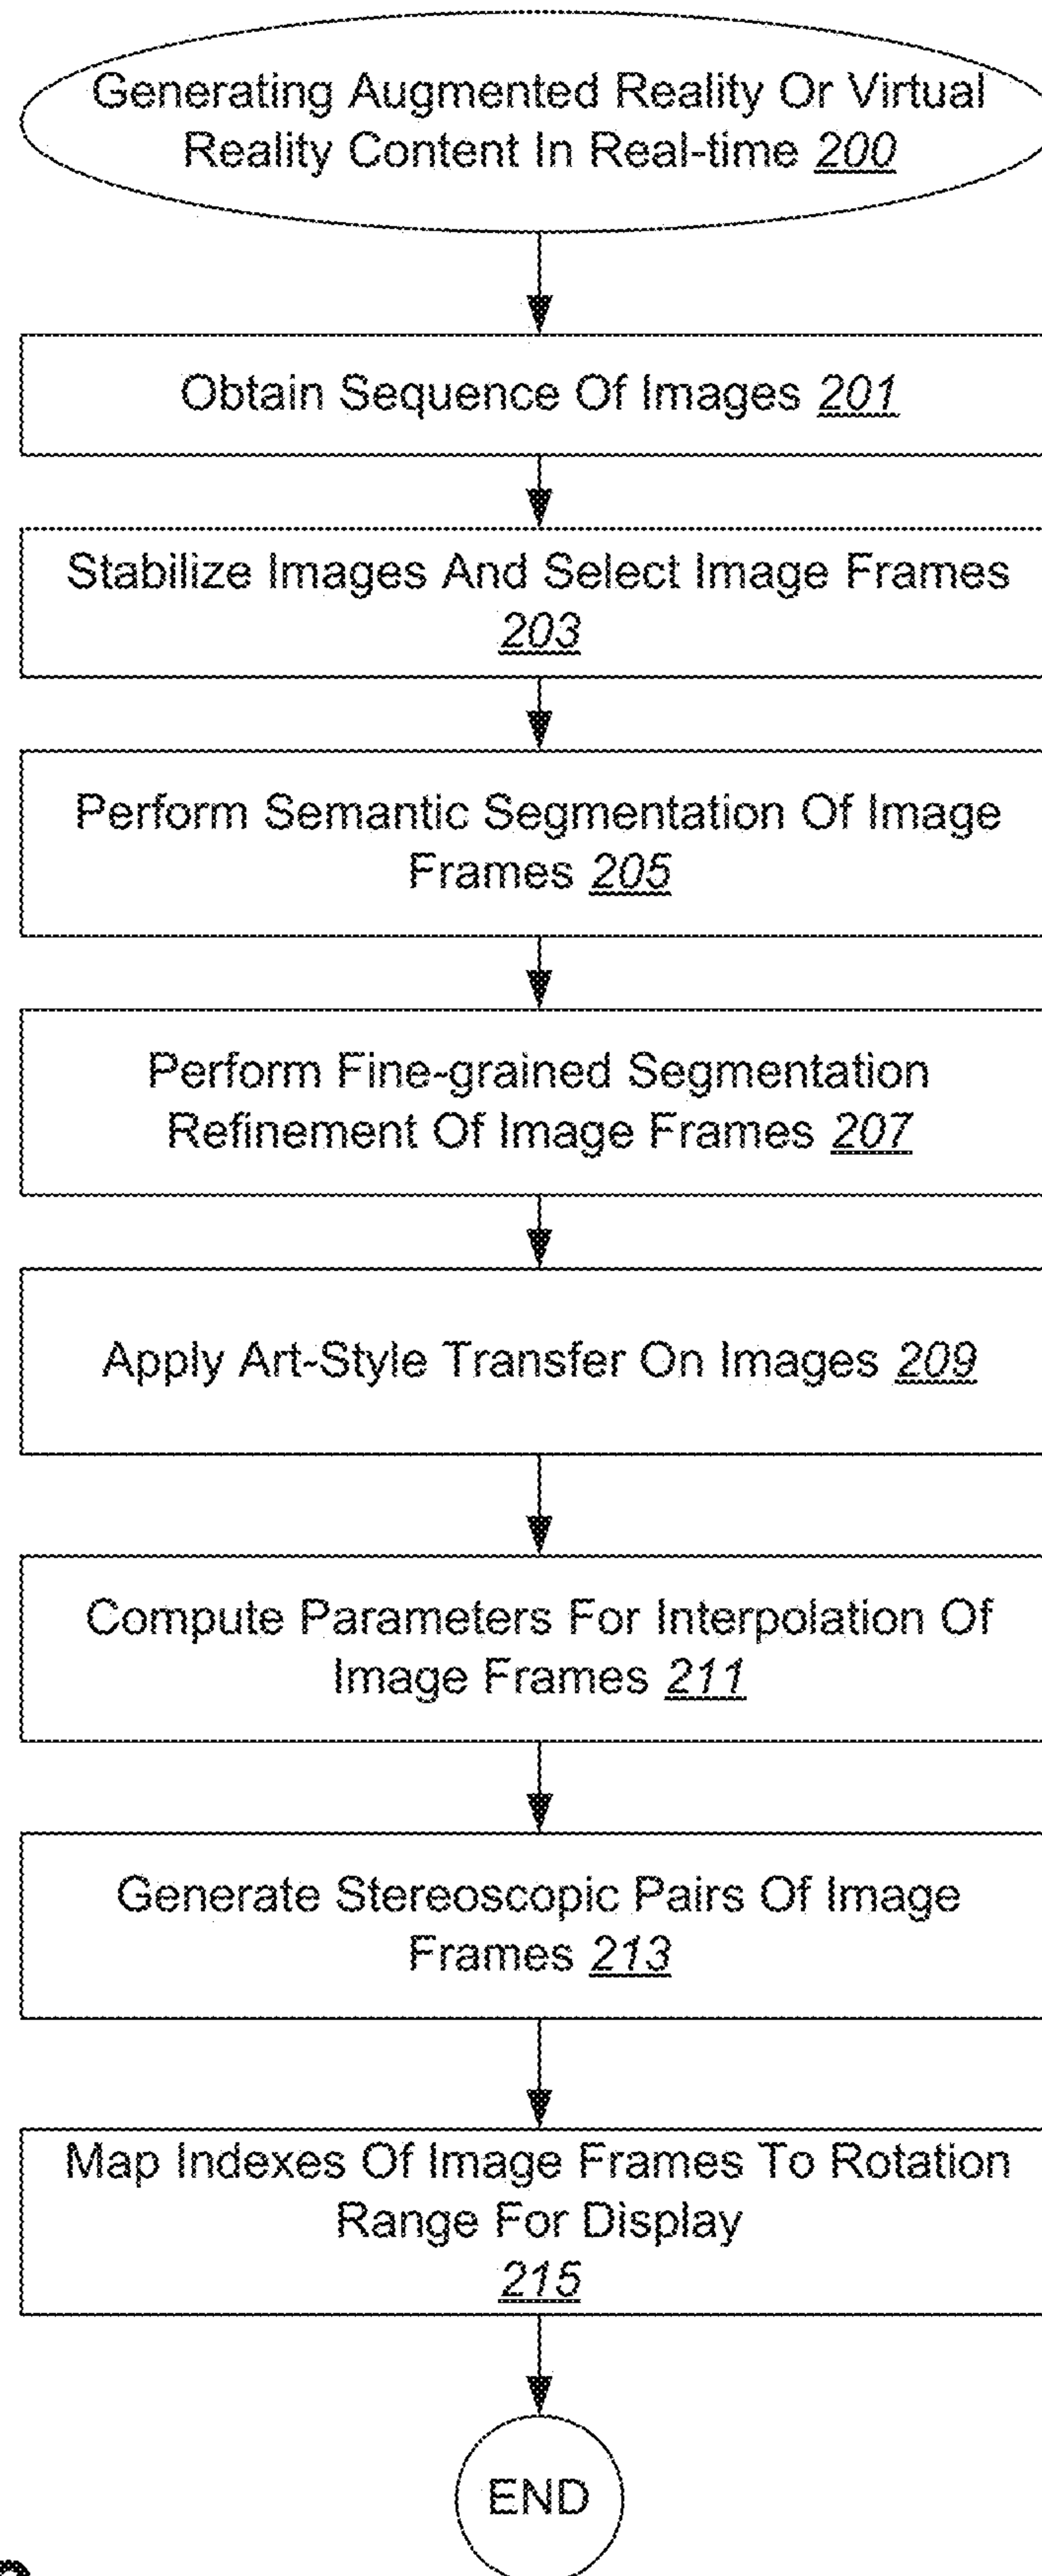 Generating Augmented Reality Or Virtual
Reality Content In Real-time 200
Obtain Sequence Of Images 201
Stabilize Images And Select Image Frames
203
Perform Semantic Segmentation Of Image
Frames 205
Perform Fine-grained Segmentation
Refinement Of Image Frames 207
Apply Art-Style Transfer On Images 209
Compute Parameters For Interpolation Of
Image Frames 211
Generate Stereoscopic Pairs Of Image
Frames 213
Map Indexes Of Image Frames To Rotation
Range For Display
215
END